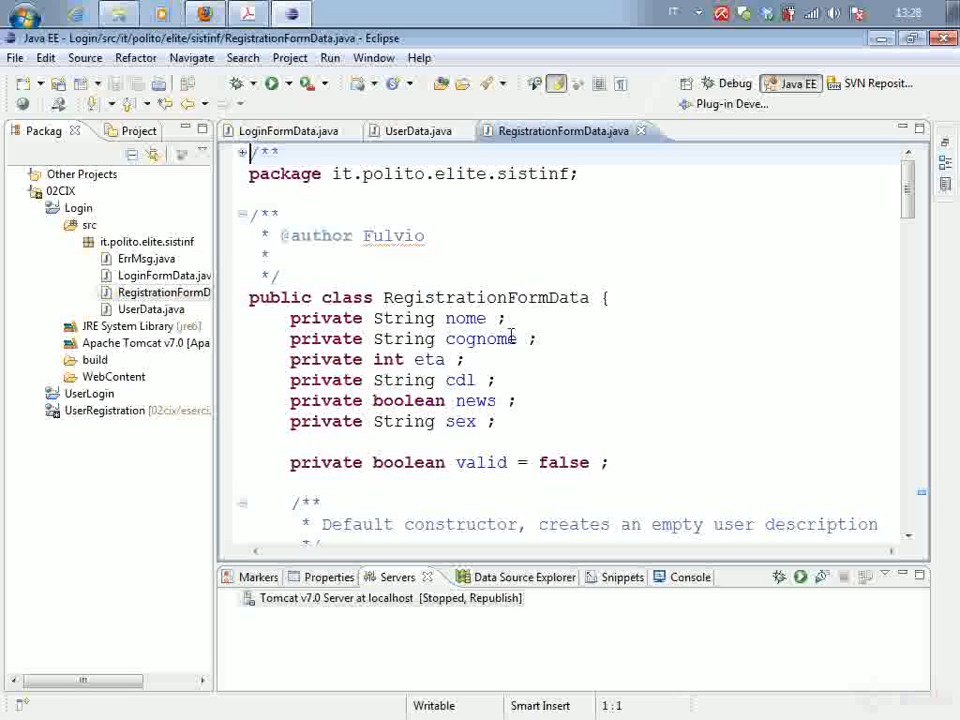 IT
13:28
Java EE - Login/src/it/polito/elite/sistinf/RegistrationFormData.java - Eclipse
File Edit Source Refactor Navigate Search Project Run Window Help
Debug Java EE SVN Reposit...
Plug-in Deve...
Packag Project
LoginFormData.java UserData.java RegistrationFormData.java
Other Projects
02CIX
Login
src
it.polito.elite.sistinf
ErrMsg.java
LoginFormData.jav
RegistrationFormD
UserData.java
JRE System Library [jre6]
Apache Tomcat v7.0 [Apa
build
WebContent
UserLogin
UserRegistration [02cix/eserci
/**
package it.polito.elite.sistinf;
/**
* @author Fulvio
*
*/
public class RegistrationFormData {
private String nome ;
private String cognome ;
private int eta ;
private String cdl ;
private boolean news ;
private String sex ;
private boolean valid = false ;
/**
* Default constructor, creates an empty user description
*/
Markers Properties Servers Data Source Explorer Snippets Console
Tomcat v7.0 Server at localhost [Stopped, Republish]
Writable Smart Insert 1 : 1